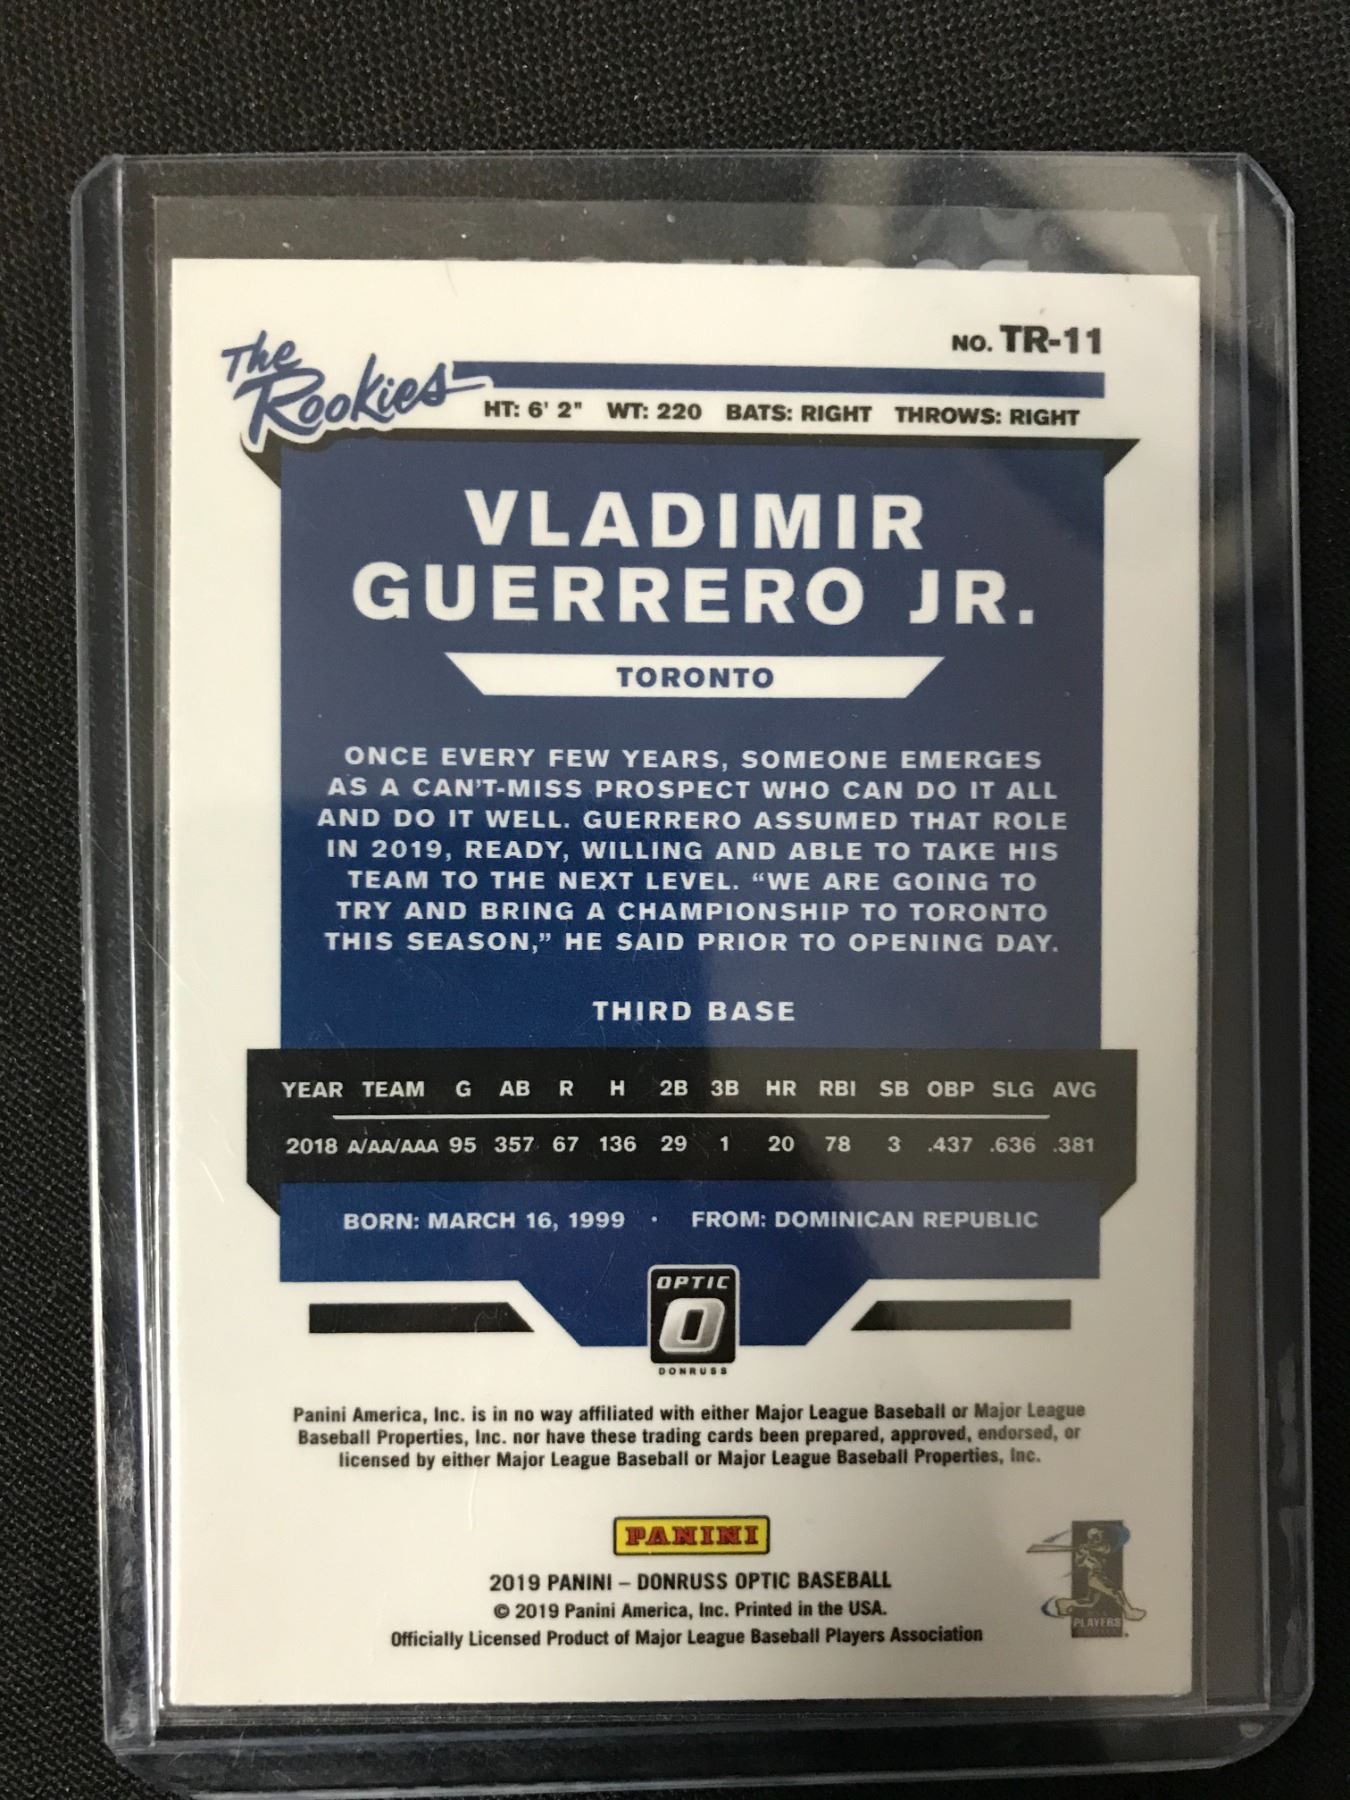 NO. TR-11
The
Rookies
HT: 6' 2" WT: 220 BATS: RIGHT THROWS: RIGHT
VLADIMIR
GUERRERO JR.
TORONTO
ONCE EVERY FEW YEARS, SOMEONE EMERGES
AS A CAN'T-MISS PROSPECT WHO CAN DO IT ALL
AND DO IT WELL. GUERRERO ASSUMED THAT ROLE
IN 2019, READY, WILLING AND ABLE TO TAKE HIS
TEAM TO THE NEXT LEVEL. “WE ARE GOING TO
TRY AND BRING A CHAMPIONSHIP TO TORONTO
THIS SEASON,” HE SAID PRIOR TO OPENING DAY.
THIRD BASE
YEAR TEAM G AB R H 2B 3B HR RBI SB OBP SLG AVG
2018 A/AA/AAA 95 357 67 136 29 1 20 78 3 .437 .636 .381
BORN: MARCH 16, 1999 · FROM: DOMINICAN REPUBLIC
OPTIC
O
DONRUSS
Panini America, Inc. is in no way affiliated with either Major League Baseball or Major League
Baseball Properties, Inc. nor have these trading cards been prepared, approved, endorsed, or
licensed by either Major League Baseball or Major League Baseball Properties, Inc.
PANINI
2019 PANINI – DONRUSS OPTIC BASEBALL
© 2019 Panini America, Inc. Printed in the USA.
Officially Licensed Product of Major League Baseball Players Association
PLAYERS